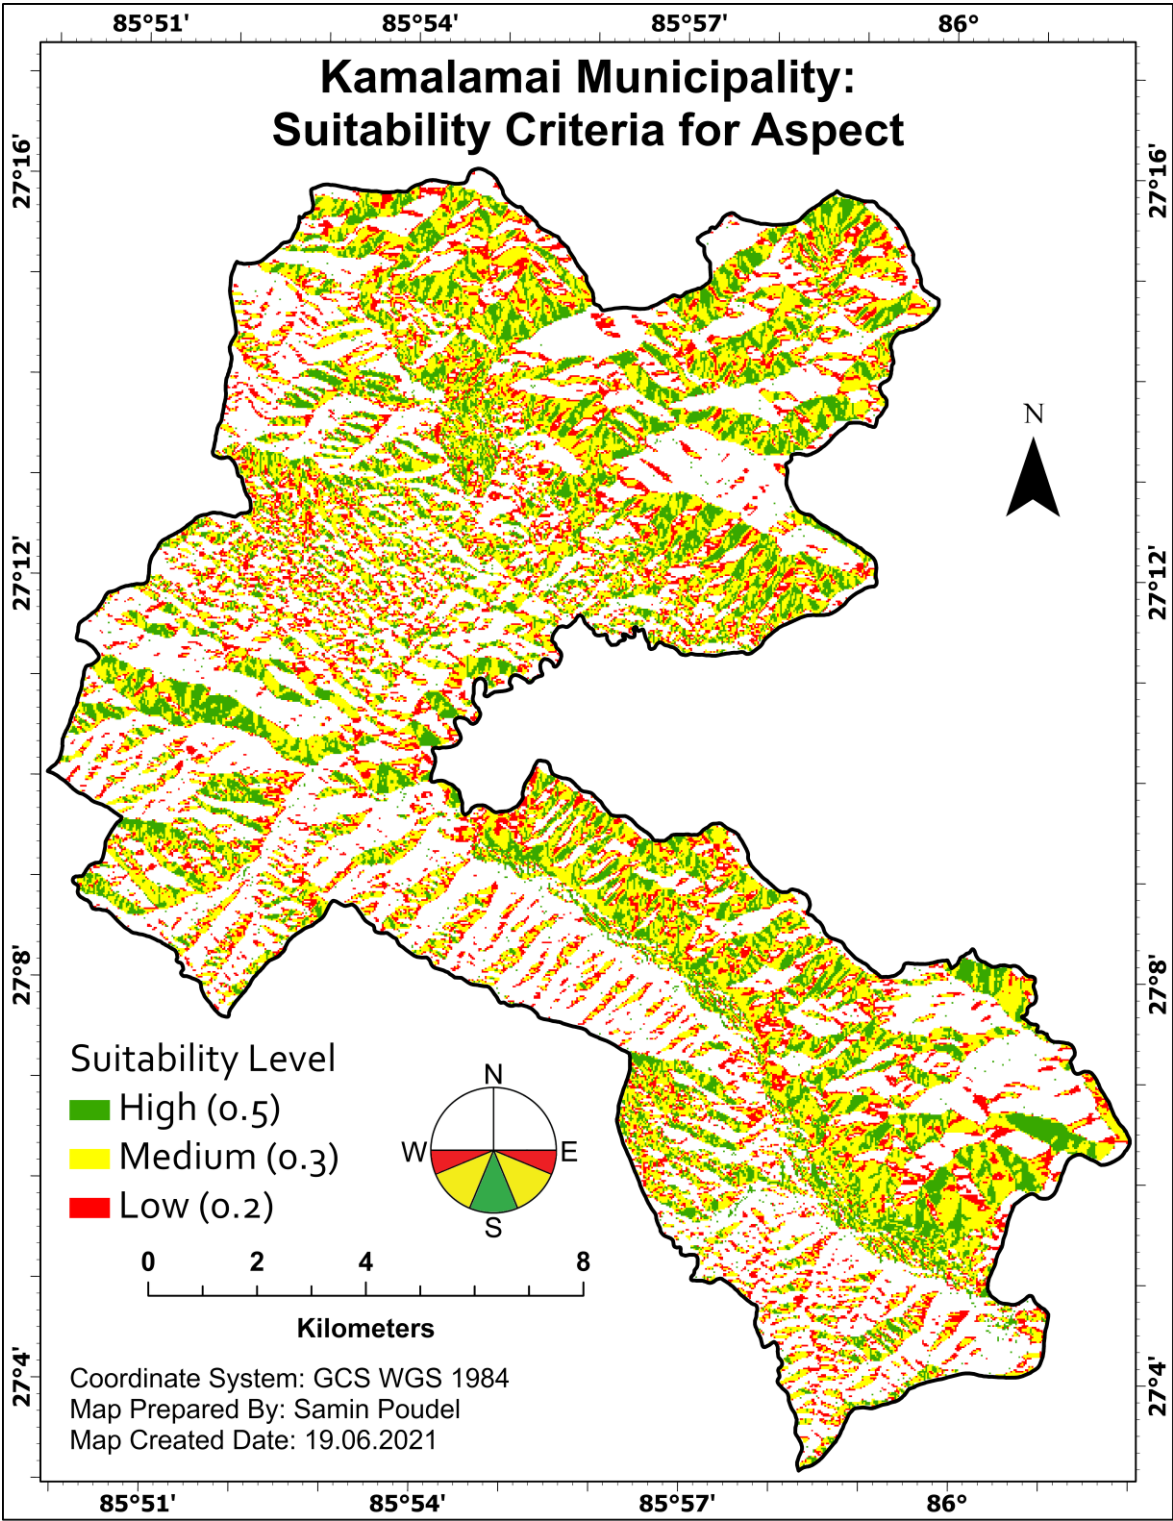 85°51' 85°54' 85°57' 86°
Kamalamai Municipality:
Suitability Criteria for Aspect
27°16' 27°16'
N
27°12' 27°12'
27°8' 27°8'
Suitability Level
High (0.5)
Medium (0.3)
Low (0.2)
N
W E
S
0 2 4 8
Kilometers
27°4' 27°4'
Coordinate System: GCS WGS 1984
Map Prepared By: Samin Poudel
Map Created Date: 19.06.2021
85°51' 85°54' 85°57' 86°